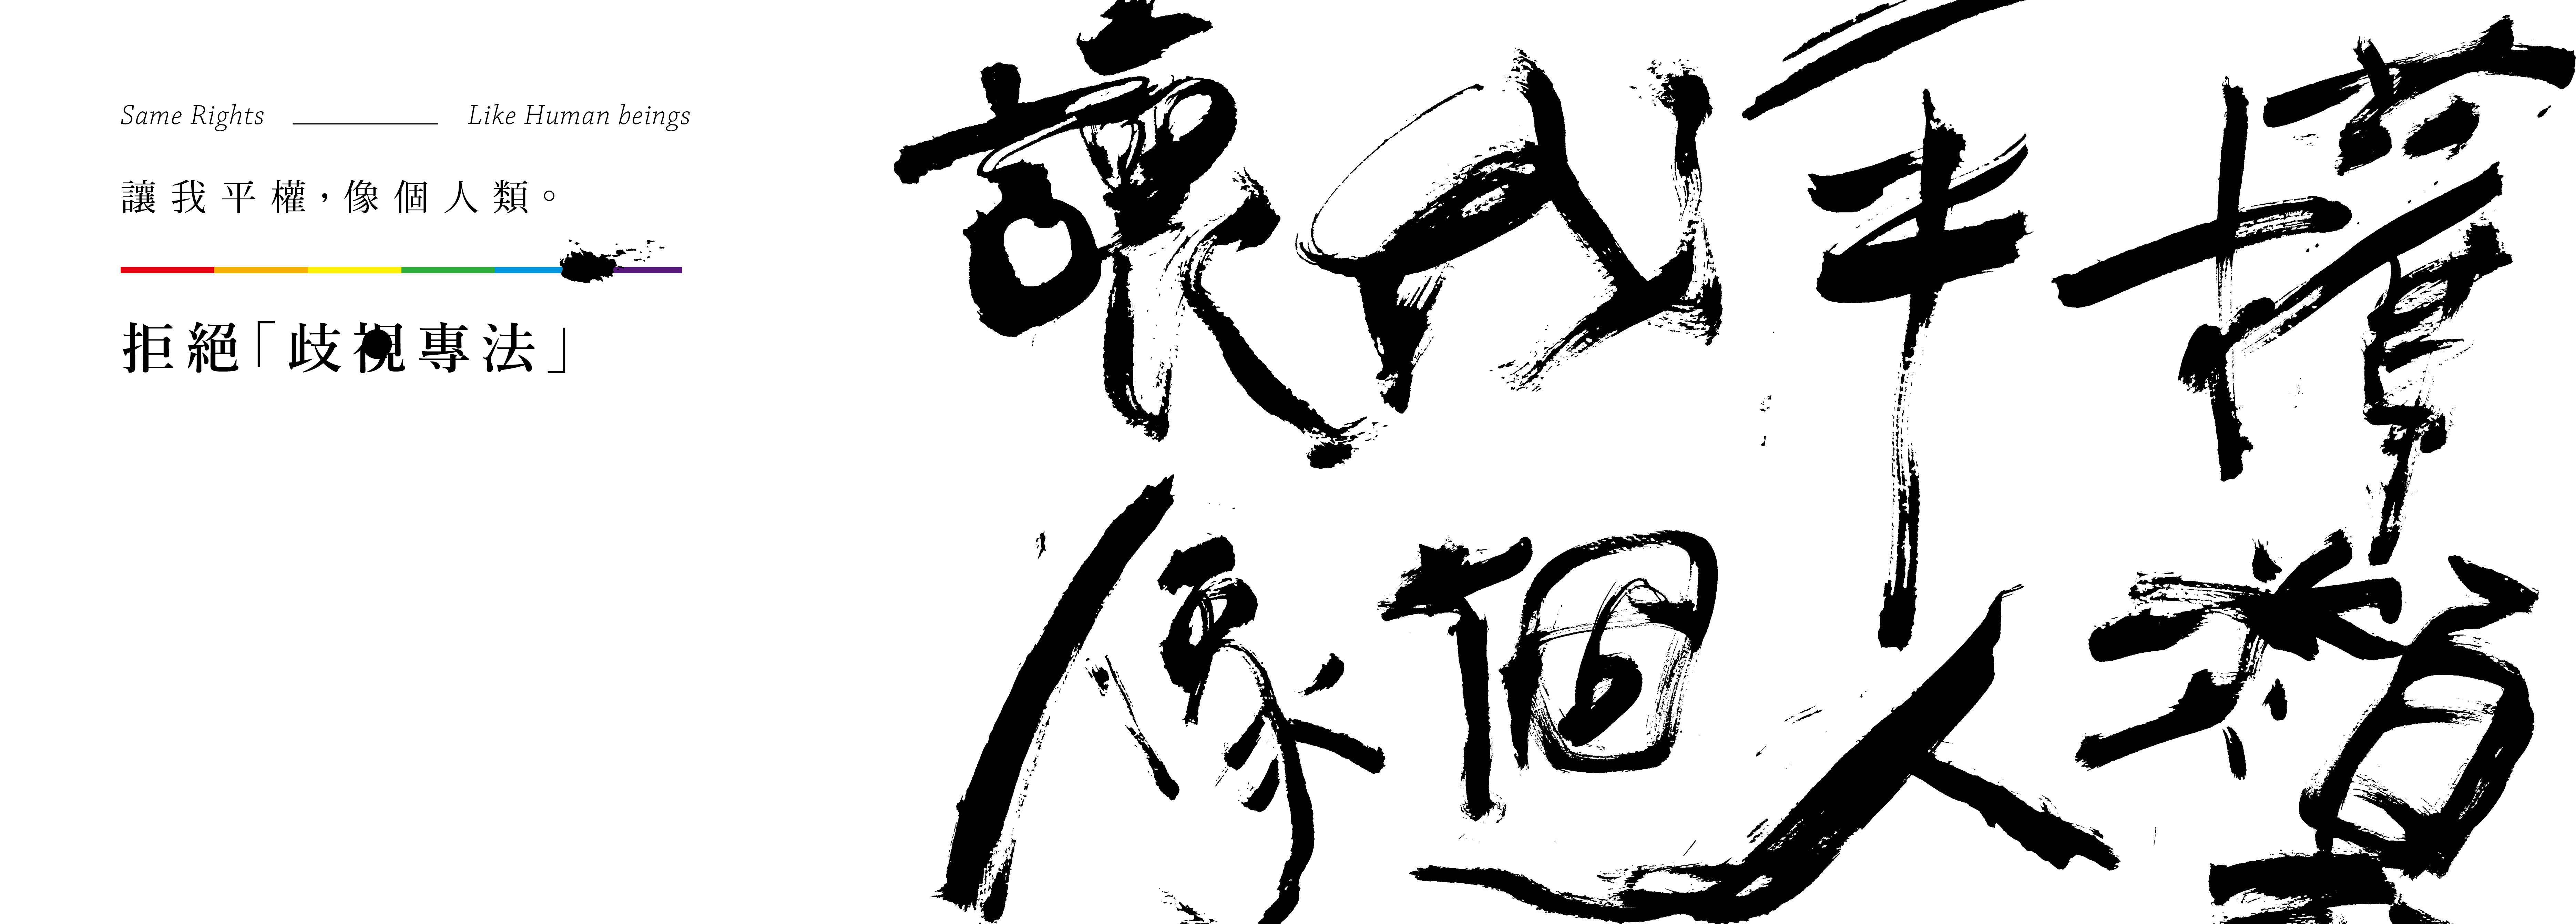 Same Rights ——— Like Human beings
讓我平權，像個人類。
拒絕「歧視專法」
讓我平權
像個人類